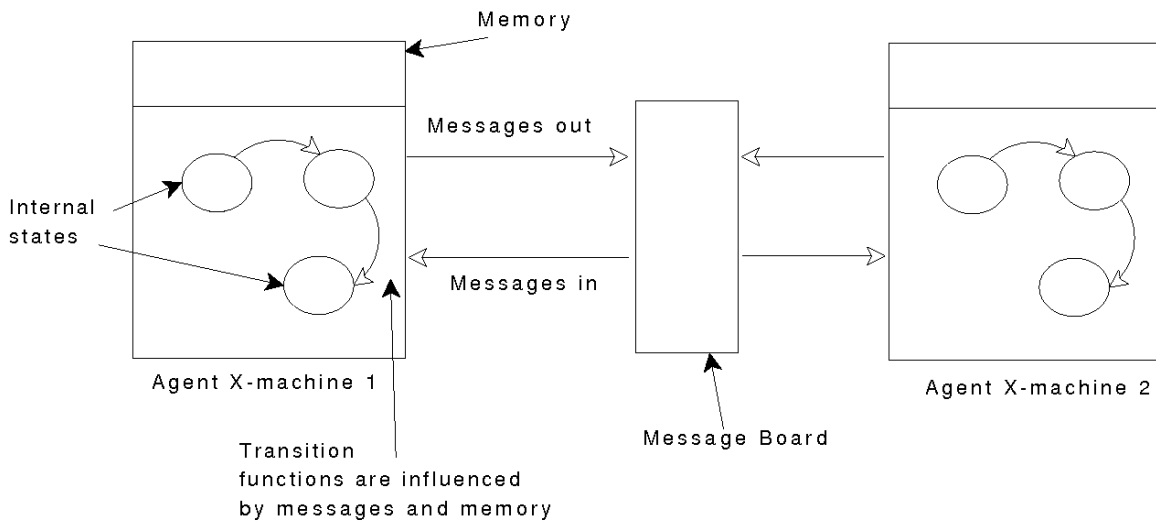 Memory
Messages out
Internal
states
Messages in
Agent X-machine 1
Agent X-machine 2
Message Board
Transition
functions are influenced
by messages and memory